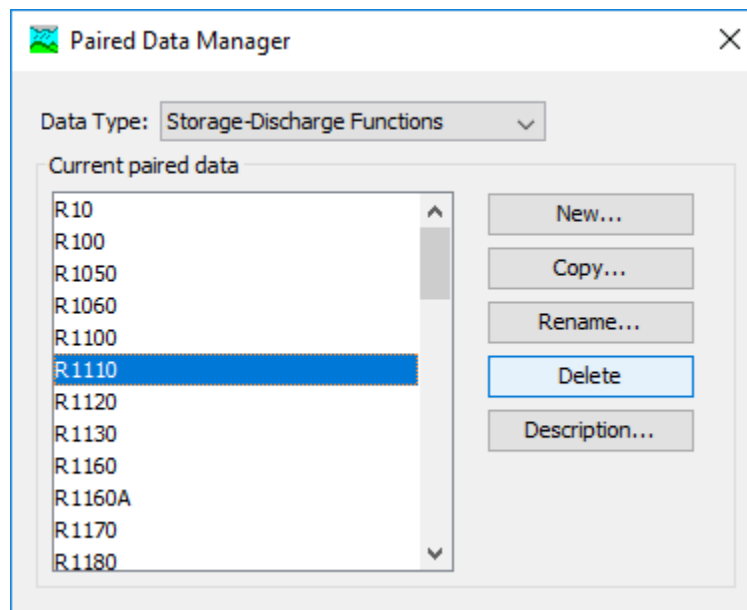 Paired Data Manager
Data Type: Storage-Discharge Functions
Current paired data
R10
R100
R1050
R1060
R1100
R1110
R1120
R1130
R1160
R1160A
R1170
R1180
New...
Copy...
Rename...
Delete
Description...